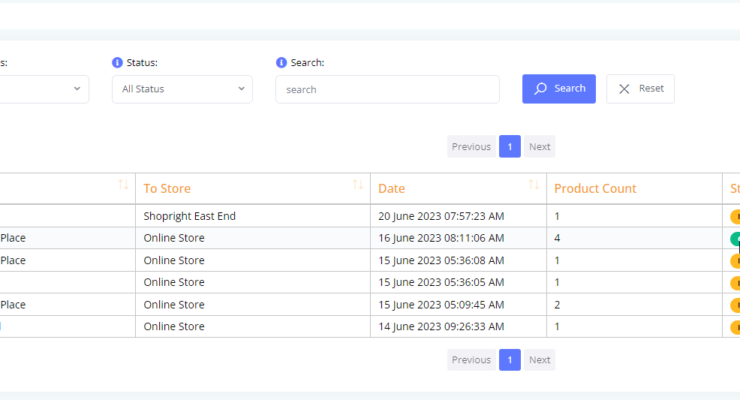 s: Status: Search:
All Status search Search Reset
Previous 1 Next
To Store Date Product Count St
Shopright East End 20 June 2023 07:57:23 AM 1
Place Online Store 16 June 2023 08:11:06 AM 4
Place Online Store 15 June 2023 05:36:08 AM 1
Online Store 15 June 2023 05:36:05 AM 1
Place Online Store 15 June 2023 05:09:45 AM 2
Online Store 14 June 2023 09:26:33 AM 1
Previous 1 Next